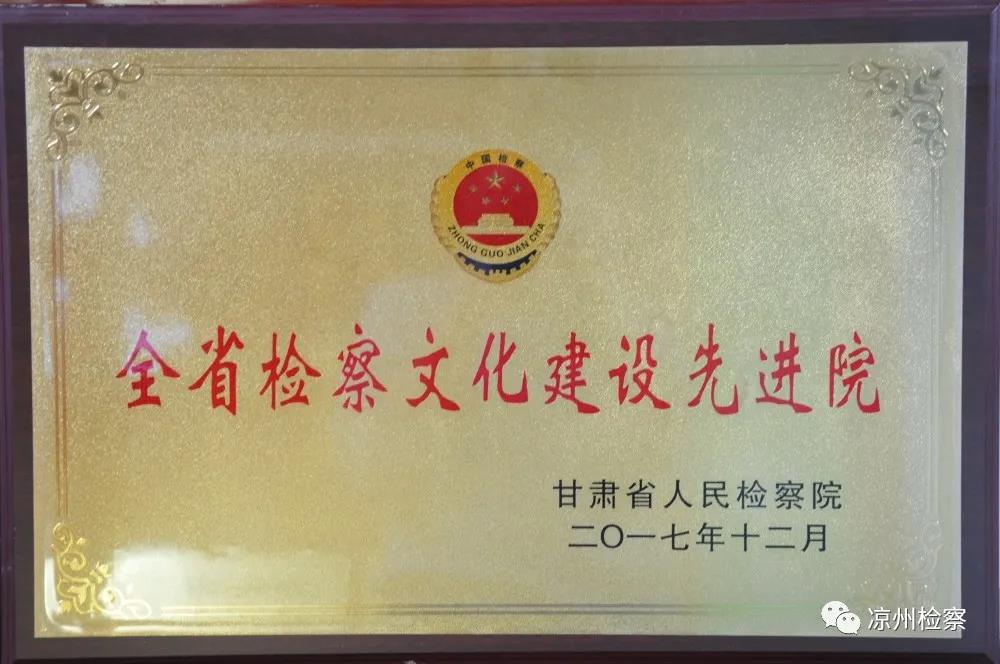 中国检察
ZHONG GUO JIAN CHA
全省检察文化建设先进院
甘肃省人民检察院
二〇一七年十二月
凉州检察